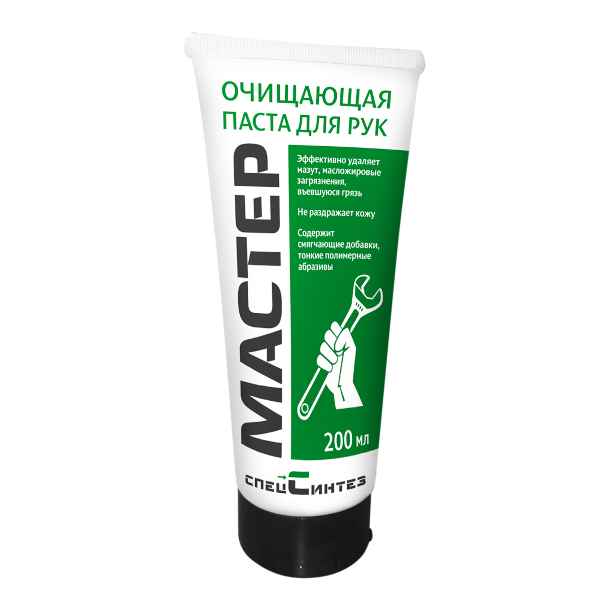 ОЧИЩАЮЩАЯ
ПАСТА ДЛЯ РУК
МАСТЕР
Эффективно удаляет
мазут, масложировые
загрязнения,
въевшуюся грязь
Не раздражает кожу
Содержит
смягчающие добавки,
тонкие полимерные
абразивы
200 мл
СПЕЦСИНТЕЗ